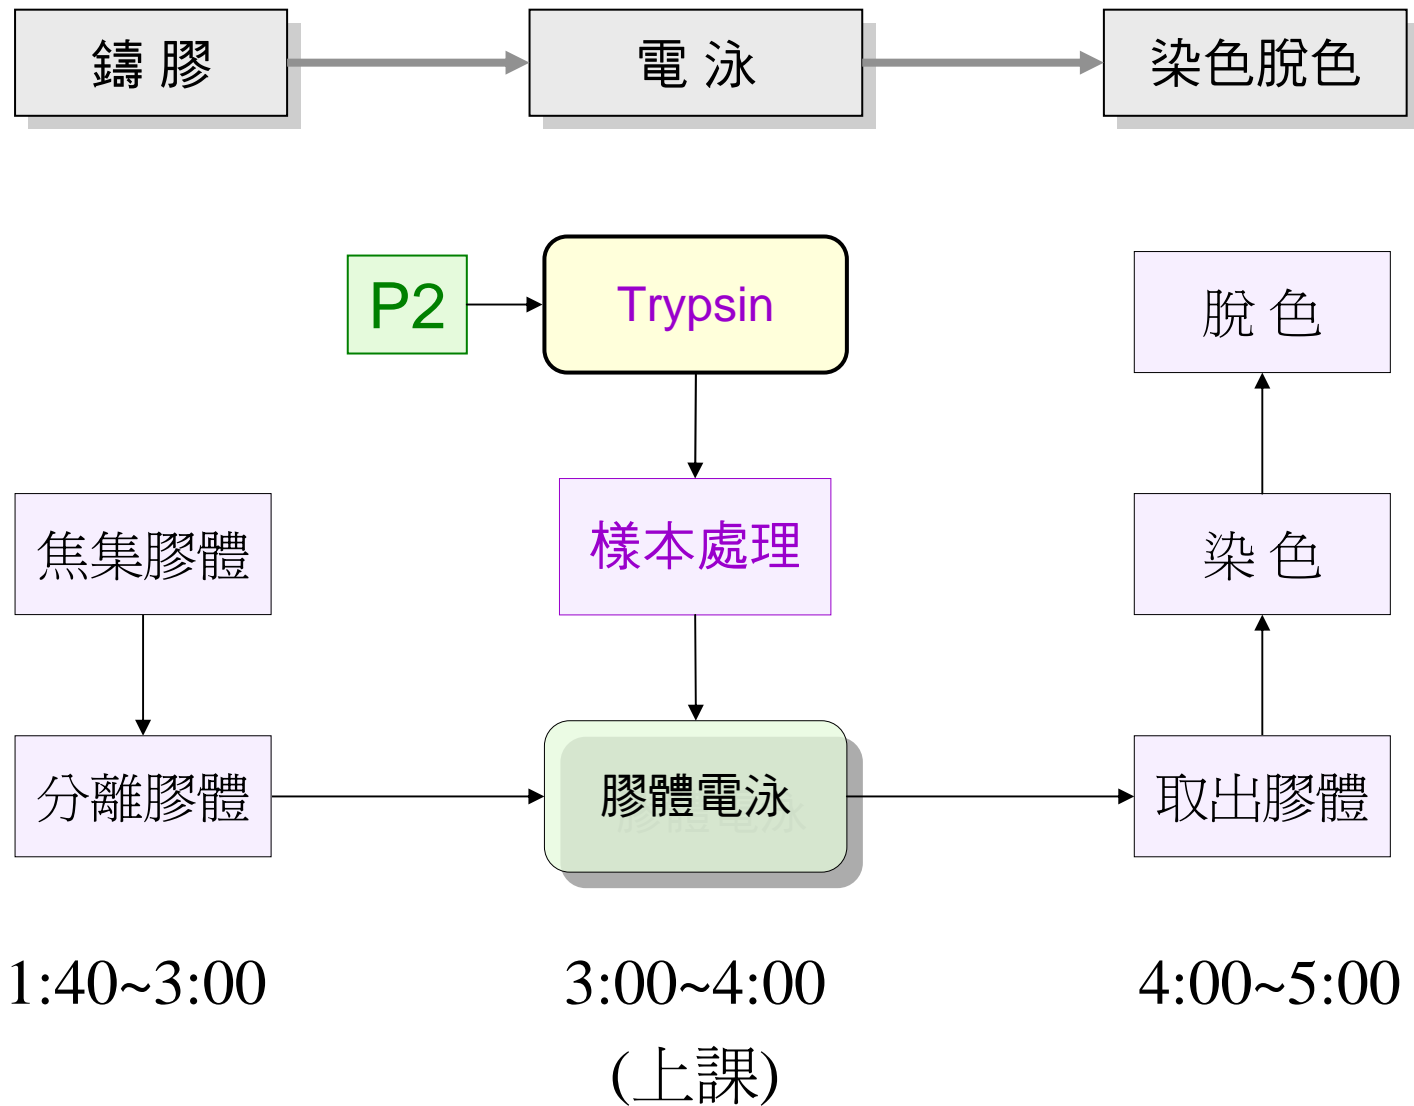 鑄 膠
電 泳
染色脫色
P2
Trypsin
脫 色
焦集膠體
樣本處理
染 色
分離膠體
膠體電泳
取出膠體
1:40~3:00
3:00~4:00
4:00~5:00
(上課)